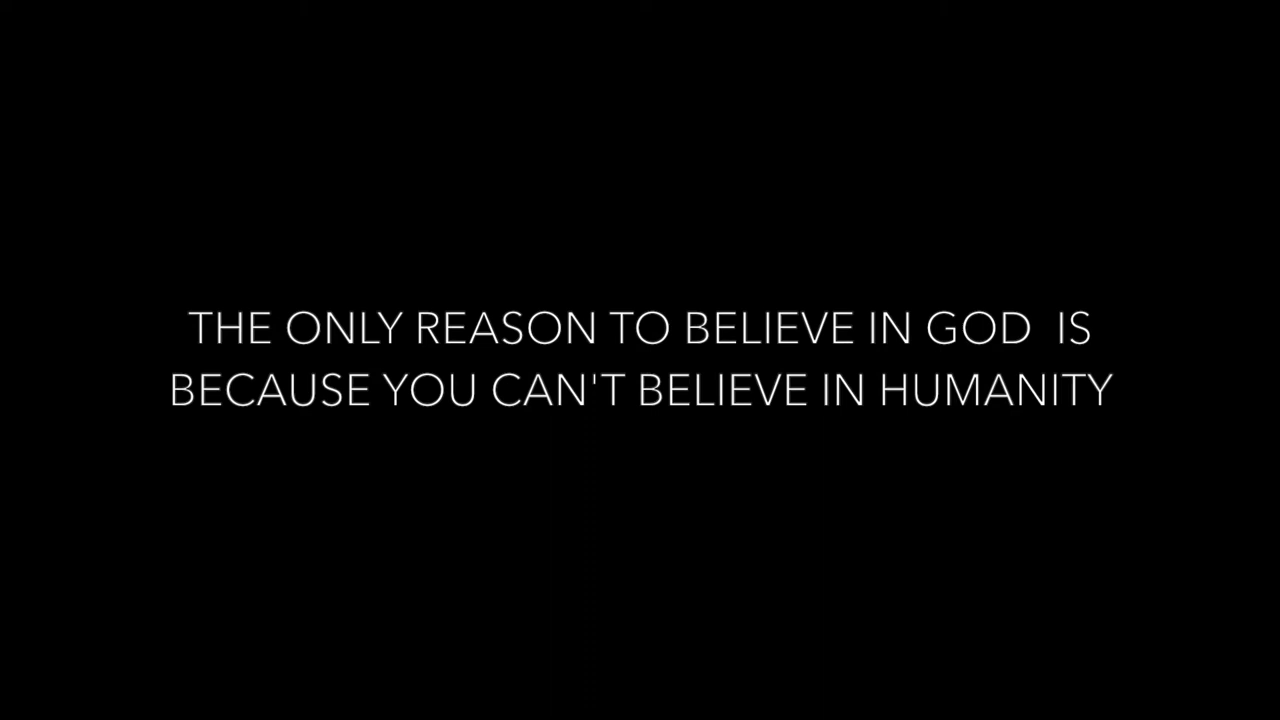 THE ONLY REASON TO BELIEVE IN GOD  IS
BECAUSE YOU CAN'T BELIEVE IN HUMANITY